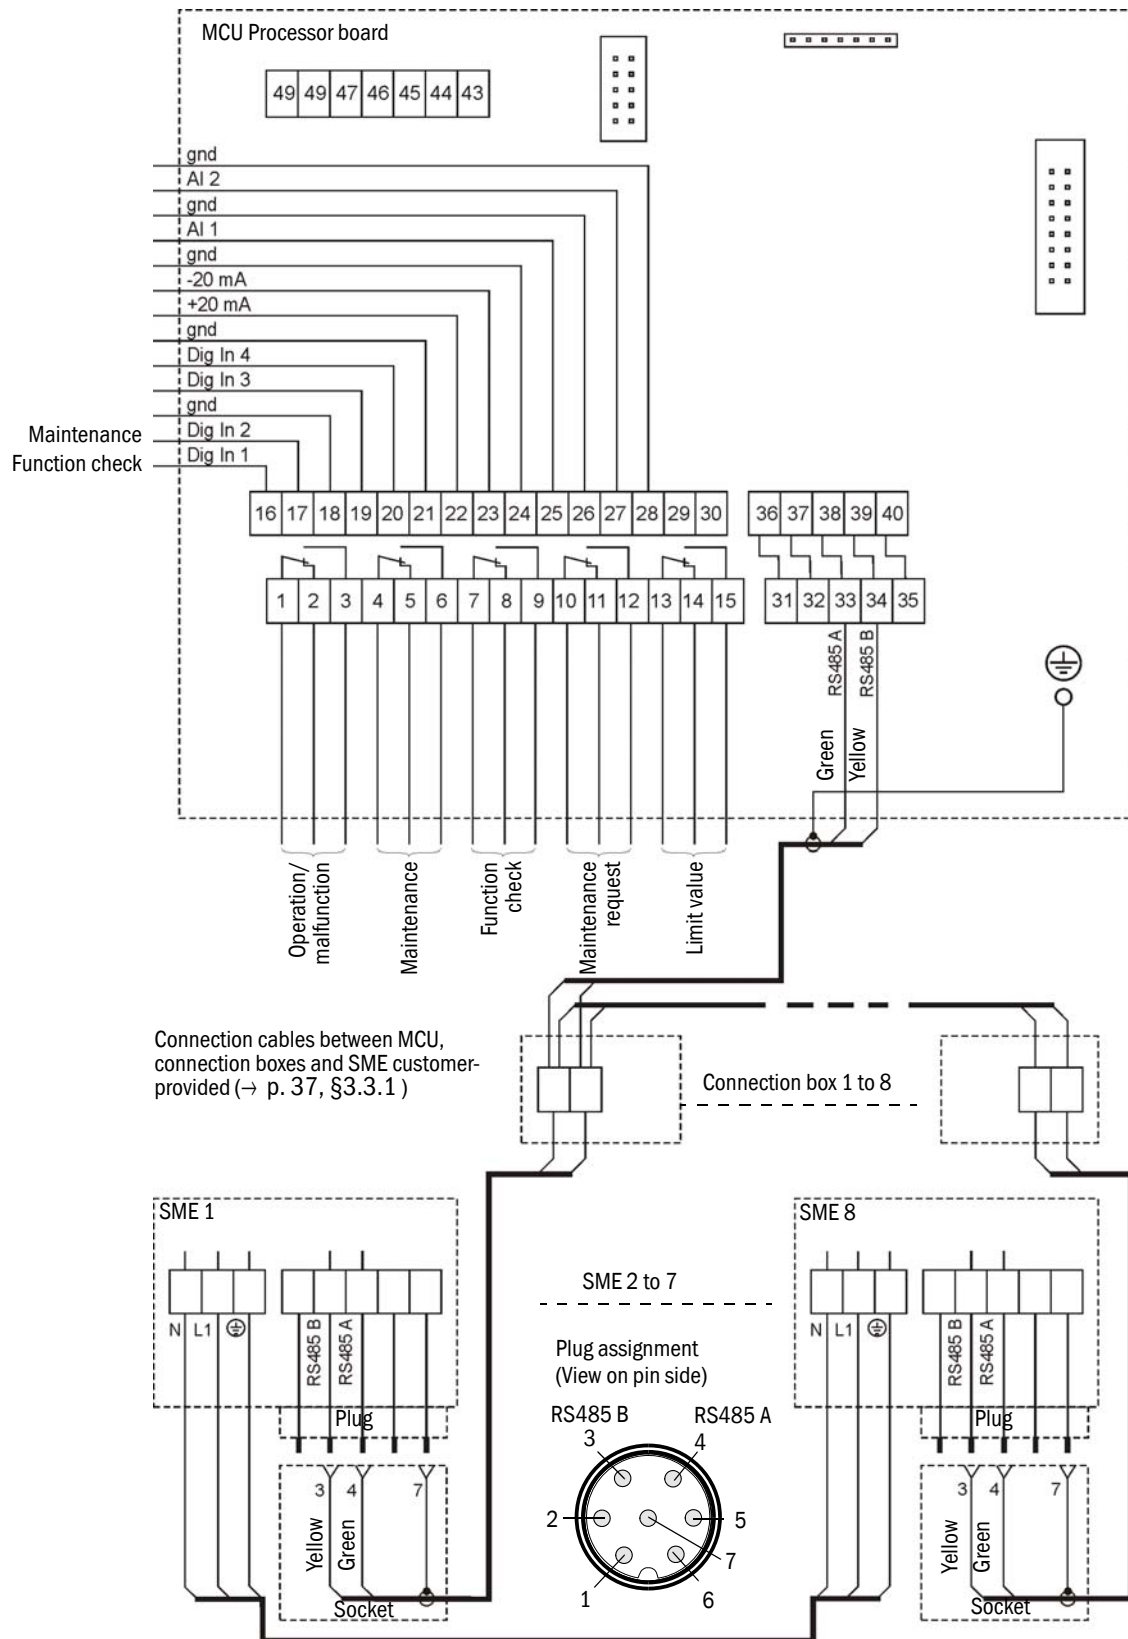 MCU Processor board
49 49 47 46 45 44 43
gnd
AI 2
gnd
AI 1
gnd
-20 mA
+20 mA
gnd
Dig In 4
Dig In 3
gnd
Maintenance Dig In 2
Function check Dig In 1
16 17 18 19 20 21 22 23 24 25 26 27 28 29 30
36 37 38 39 40
1 2 3 4 5 6 7 8 9 10 11 12 13 14 15
31 32 33 34 35
RS485 A
RS485 B
Green
Yellow
Operation/
malfunction
Maintenance
Function
check
Maintenance
request
Limit value
Connection cables between MCU,
connection boxes and SME customer-
provided (→ p. 37, §3.3.1 )
Connection box 1 to 8
SME 1
N L1
RS485 B
RS485 A
Plug
3 4 7
Yellow
Green
Socket
SME 2 to 7
Plug assignment
(View on pin side)
RS485 B RS485 A
3 4
2 5
7
1 6
SME 8
N L1
RS485 B
RS485 A
Plug
3 4 7
Yellow
Green
Socket